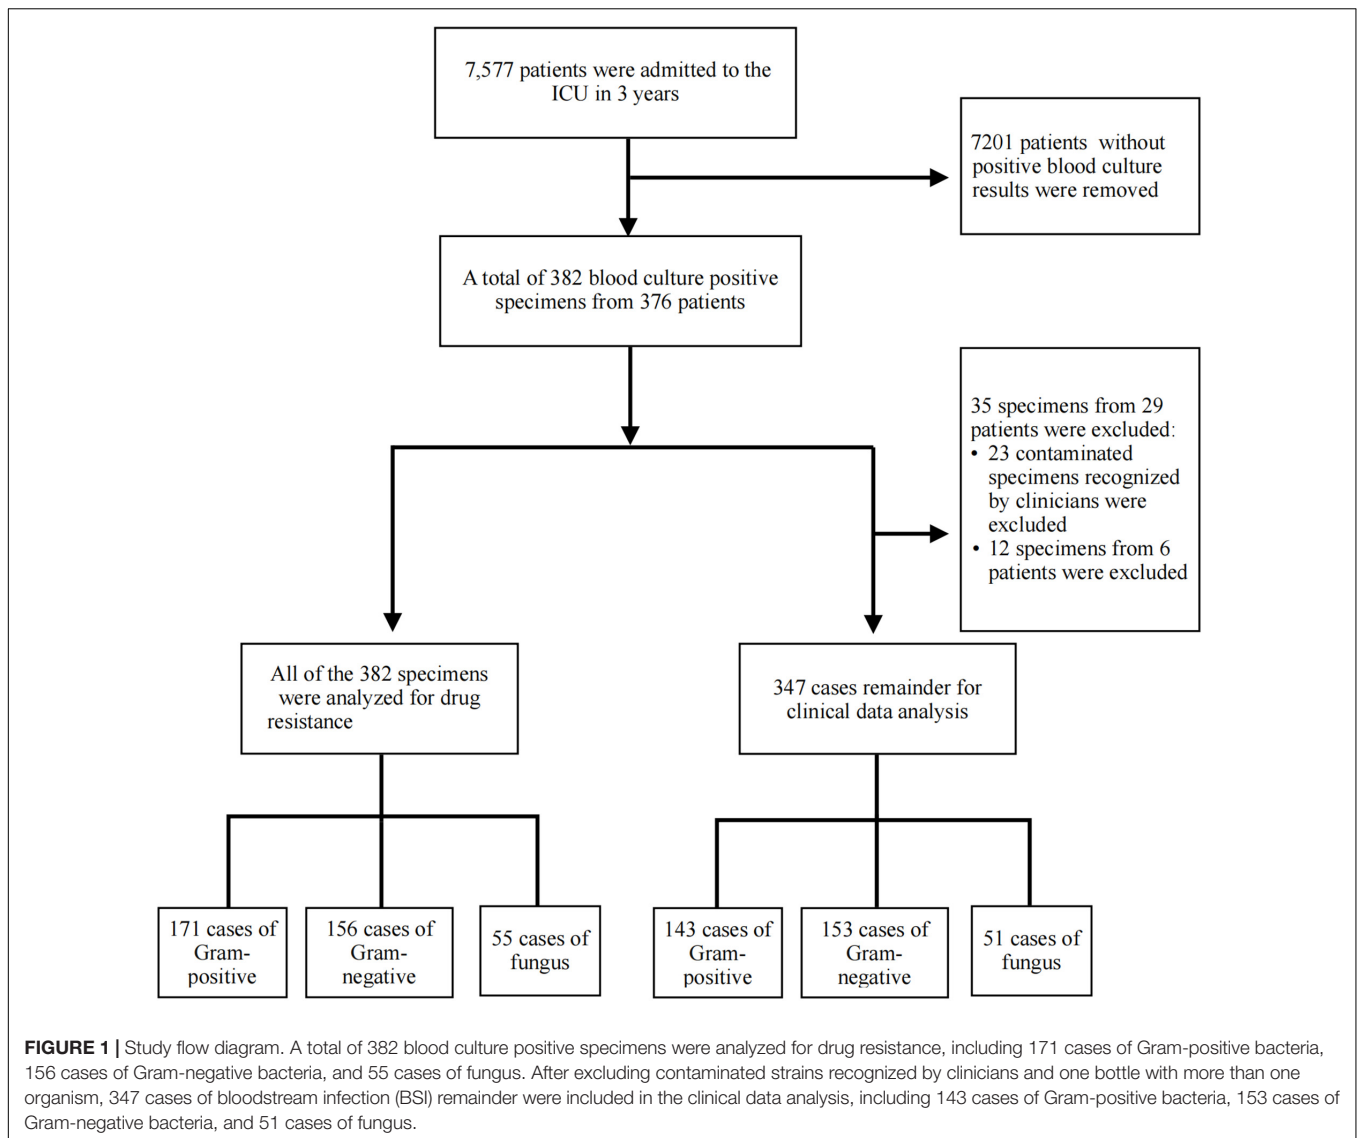 7,577 patients were admitted to the
ICU in 3 years
7201 patients without
positive blood culture
results were removed
A total of 382 blood culture positive
specimens from 376 patients
35 specimens from 29
patients were excluded:
• 23 contaminated
specimens recognized
by clinicians were
excluded
• 12 specimens from 6
patients were excluded
All of the 382 specimens
were analyzed for drug
resistance
347 cases remainder for
clinical data analysis
171 cases of
Gram-
positive
156 cases of
Gram-
negative
55 cases of
fungus
143 cases of
Gram-
positive
153 cases of
Gram-
negative
51 cases of
fungus
FIGURE 1 | Study flow diagram. A total of 382 blood culture positive specimens were analyzed for drug resistance, including 171 cases of Gram-positive bacteria,
156 cases of Gram-negative bacteria, and 55 cases of fungus. After excluding contaminated strains recognized by clinicians and one bottle with more than one
organism, 347 cases of bloodstream infection (BSI) remainder were included in the clinical data analysis, including 143 cases of Gram-positive bacteria, 153 cases of
Gram-negative bacteria, and 51 cases of fungus.